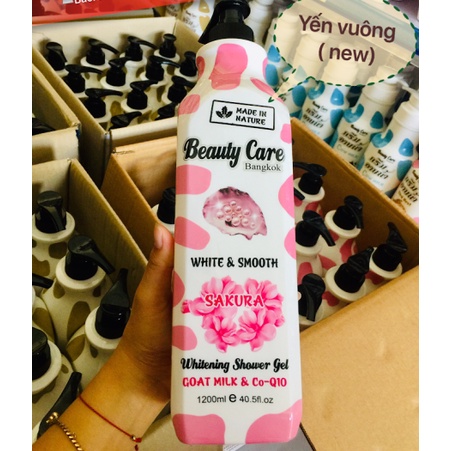 Yến vuông
( new)
MADE IN
NATURE
Beauty Care
Bangkok
WHITE & SMOOTH
SAKURA
Whitening Shower Gel
GOAT MILK & Co-Q10
1200ml e 40.5fl.oz